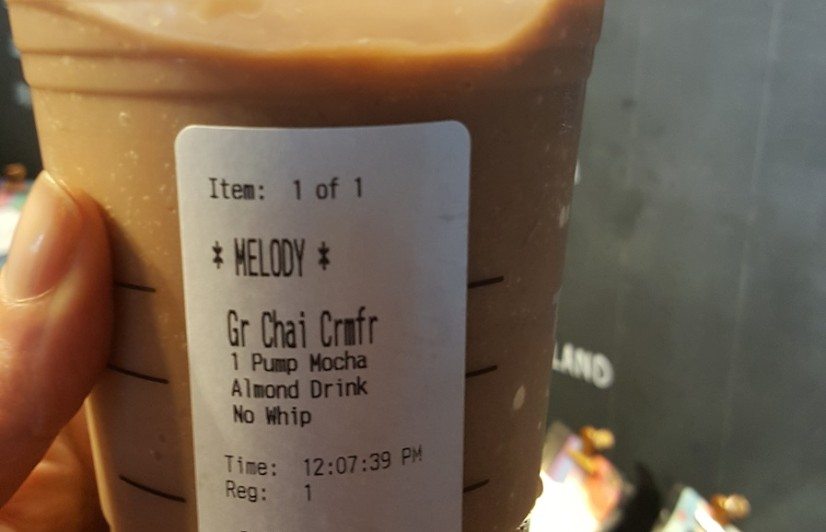 Item: 1 of 1
* MELODY *
Gr Chai Crmfr
1 Pump Mocha
Almond Drink
No Whip
Time: 12:07:39 PM
Reg: 1
LAND